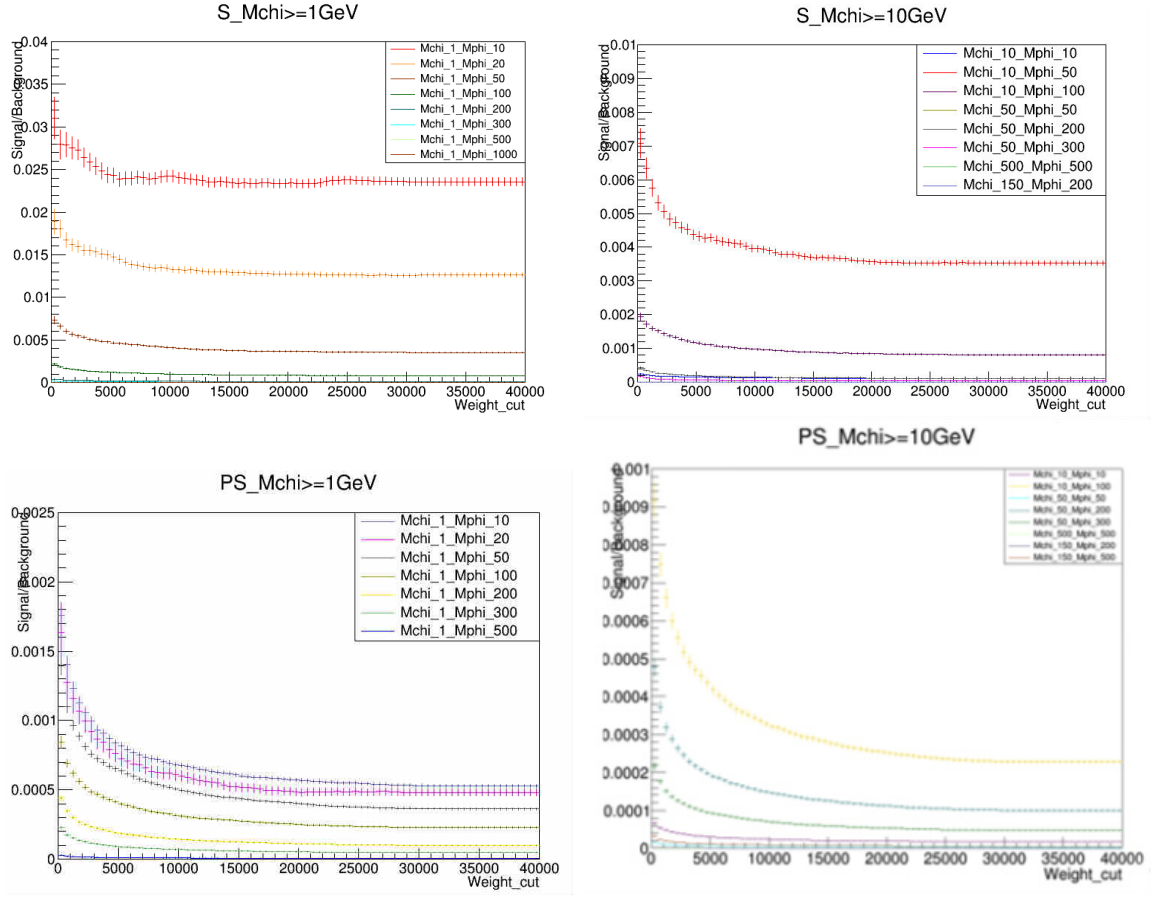 S_Mchi>=1GeV
Signal/Background
0.04
0.035
0.03
0.025
0.02
0.015
0.01
0.005
0
Mchi_1_Mphi_10
Mchi_1_Mphi_20
Mchi_1_Mphi_50
Mchi_1_Mphi_100
Mchi_1_Mphi_200
Mchi_1_Mphi_300
Mchi_1_Mphi_500
Mchi_1_Mphi_1000
0 5000 10000 15000 20000 25000 30000 35000 40000
Weight_cut
S_Mchi>=10GeV
Signal/Background
0.01
0.009
0.008
0.007
0.006
0.005
0.004
0.003
0.002
0.001
0
Mchi_10_Mphi_10
Mchi_10_Mphi_50
Mchi_10_Mphi_100
Mchi_50_Mphi_50
Mchi_50_Mphi_200
Mchi_50_Mphi_300
Mchi_500_Mphi_500
Mchi_150_Mphi_200
0 5000 10000 15000 20000 25000 30000 35000 40000
Weight_cut
PS_Mchi>=1GeV
Signal/Background
0.0025
0.002
0.0015
0.001
0.0005
0
Mchi_1_Mphi_10
Mchi_1_Mphi_20
Mchi_1_Mphi_50
Mchi_1_Mphi_100
Mchi_1_Mphi_200
Mchi_1_Mphi_300
Mchi_1_Mphi_500
0 5000 10000 15000 20000 25000 30000 35000 40000
Weight_cut
PS_Mchi>=10GeV
Signal/Background
0.001
0.0009
0.0008
0.0007
0.0006
0.0005
0.0004
0.0003
0.0002
0.0001
0
Mchi_10_Mphi_10
Mchi_10_Mphi_100
Mchi_50_Mphi_50
Mchi_50_Mphi_200
Mchi_50_Mphi_300
Mchi_500_Mphi_500
Mchi_150_Mphi_200
Mchi_150_Mphi_500
0 5000 10000 15000 20000 25000 30000 35000 40000
Weight_cut